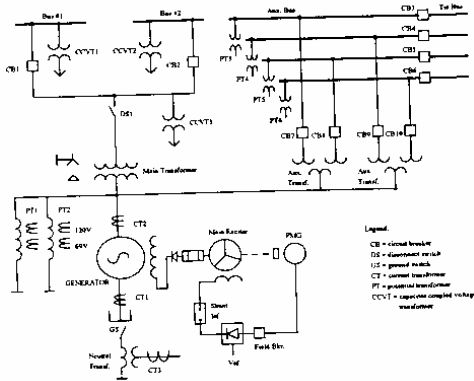 Bus #1
Bus #2
Aux. Bus
CB3
Tie Bus
CB4
CB5
CB6
CB1
CCVT1
CCVT2
CB2
PT3
PT4
PT5
PT6
DS1
CCVT3
CB7
CB8
CB9
CB10
Main Transformer
Aux.
Transf.
Aux.
Transf.
PT1
PT2
120V
69V
CT2
Main Exciter
PMG
GENERATOR
CT1
GS
Shunt
Field Bkr.
Vref
Neutral
Transf.
CT3
Legend:
CB = circuit breaker
DS = disconnect switch
GS = ground switch
CT = current transformer
PT = potential transformer
CCVT = capacitor coupled voltage
transformer